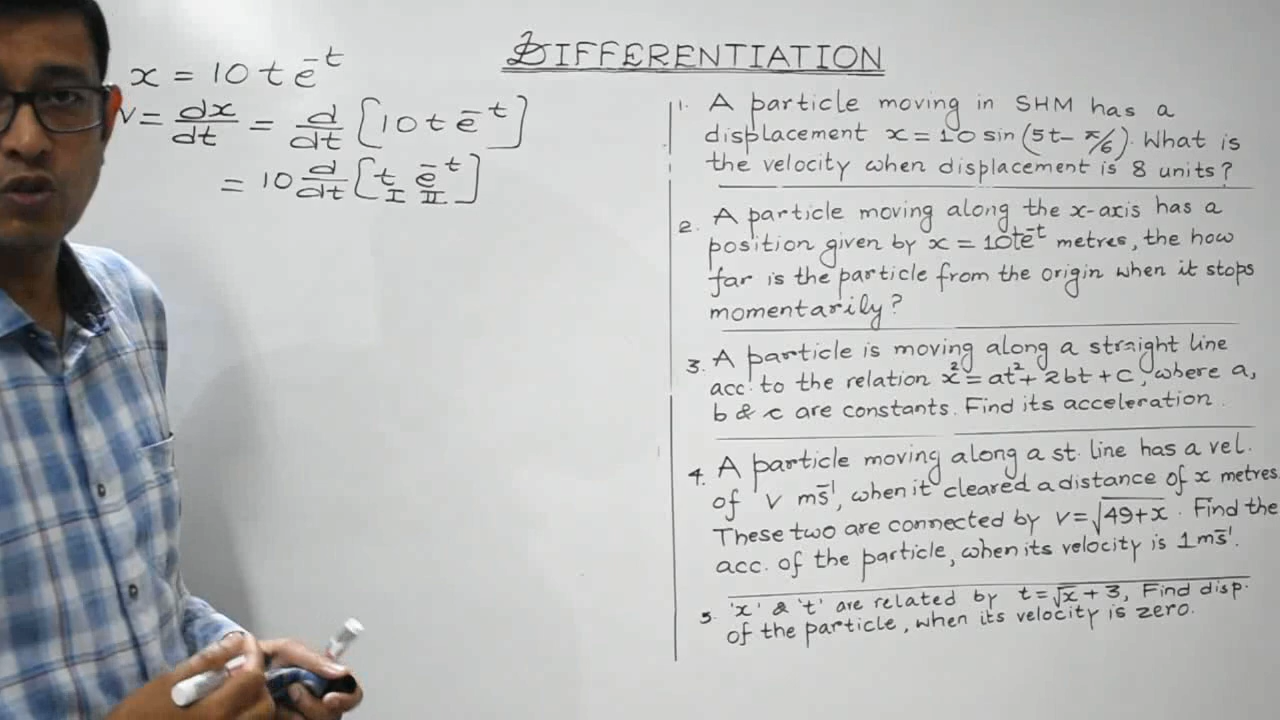 x = 10 t e^-t
v = dx/dt = d/dt [10 t e^-t]
= 10 d/dt [t e^-t]
I II
DIFFERENTIATION
1. A particle moving in SHM has a
displacement x = 10 sin (5t - π/6). What is
the velocity when displacement is 8 units?
2. A particle moving along the x-axis has a
position given by x = 10te^-t metres, the how
far is the particle from the origin when it stops
momentarily?
3. A particle is moving along a straight line
acc. to the relation x² = at² + 2bt + c, where a,
b & c are constants. Find its acceleration.
4. A particle moving along a st. line has a vel.
of v ms^-1, when it cleared a distance of x metres.
These two are connected by v = √49+x. Find the
acc. of the particle, when its velocity is 1 ms^-1.
5. 'x' & 't' are related by t = √x + 3, Find disp.
of the particle, when its velocity is zero.